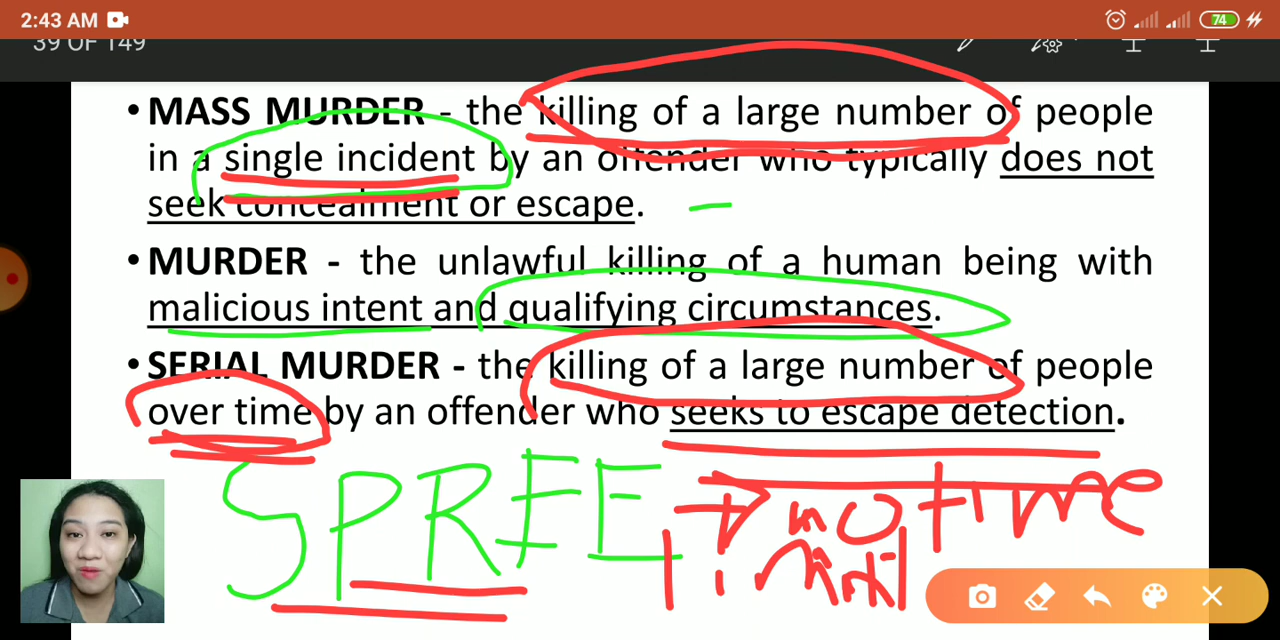 2:43 AM
74
39 OF 149
• MASS MURDER - the killing of a large number of people
in a single incident by an offender who typically does not
seek concealment or escape.
• MURDER - the unlawful killing of a human being with
malicious intent and qualifying circumstances.
• SERIAL MURDER - the killing of a large number of people
over time by an offender who seeks to escape detection.
SPREE → no time